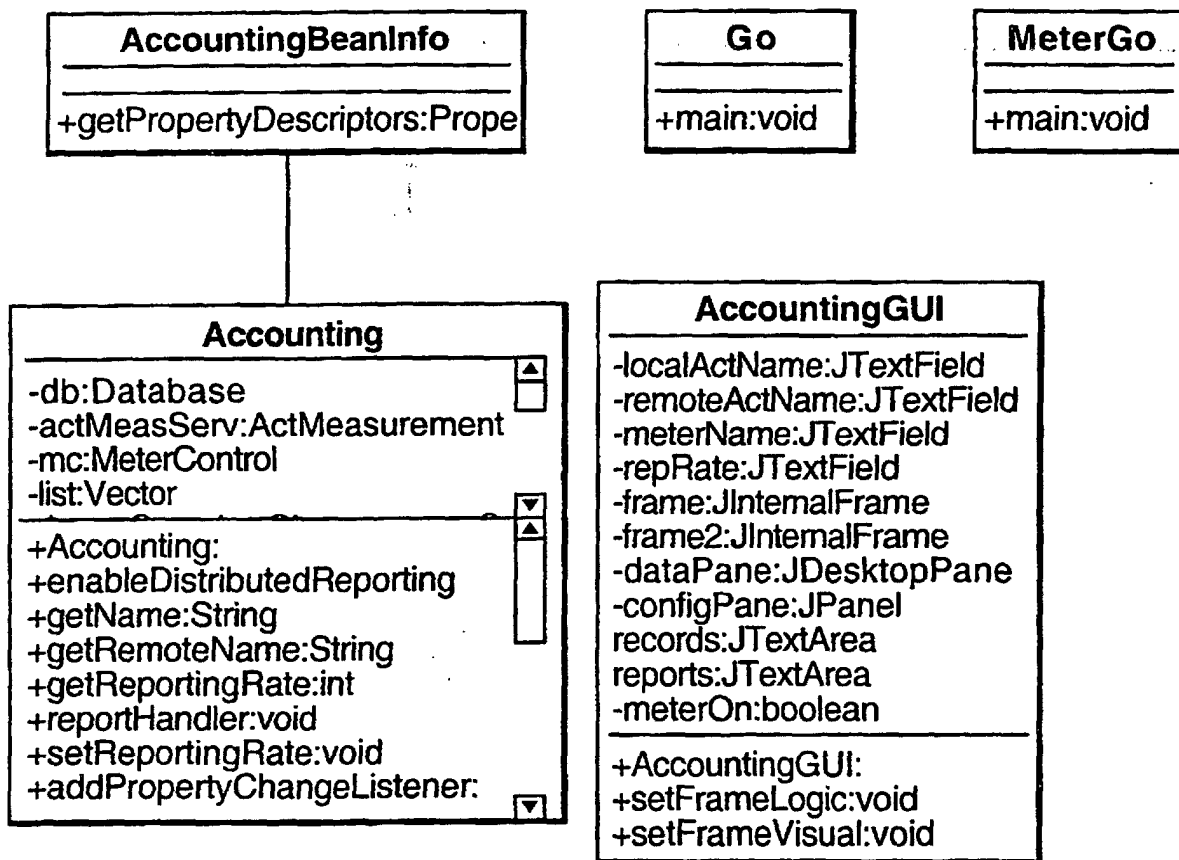 AccountingBeanInfo
+getPropertyDescriptors:Prope
Go
+main:void
MeterGo
+main:void
Accounting
-db:Database
-actMeasServ:ActMeasurement
-mc:MeterControl
-list:Vector
+Accounting:
+enableDistributedReporting
+getName:String
+getRemoteName:String
+getReportingRate:int
+reportHandler:void
+setReportingRate:void
+addPropertyChangeListener:
AccountingGUI
-localActName:JTextField
-remoteActName:JTextField
-meterName:JTextField
-repRate:JTextField
-frame:JInternalFrame
-frame2:JInternalFrame
-dataPane:JDesktopPane
-configPane:JPanel
records:JTextArea
reports:JTextArea
-meterOn:boolean
+AccountingGUI:
+setFrameLogic:void
+setFrameVisual:void